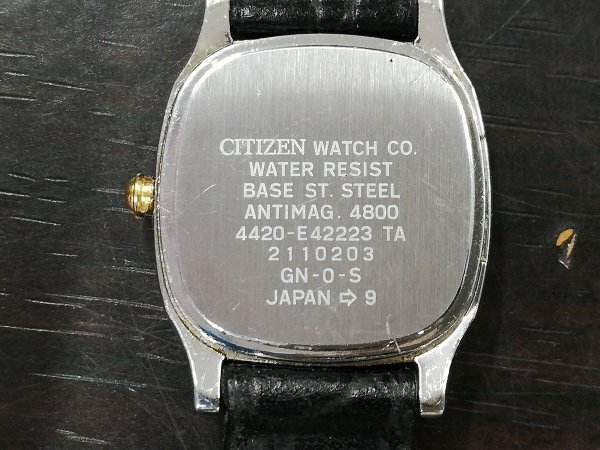 CITIZEN WATCH CO.
WATER RESIST
BASE ST. STEEL
ANTIMAG. 4800
4420-E42223 TA
2110203
GN-0-S
JAPAN ⇨ 9